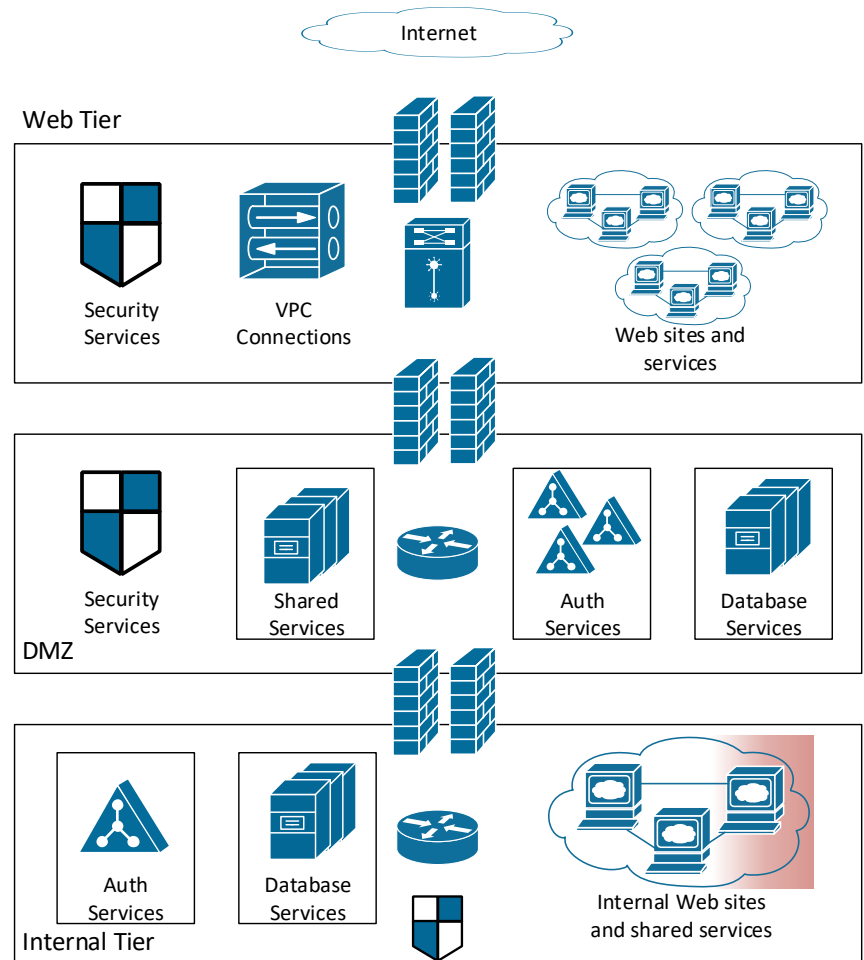 Internet
Web Tier
Security
Services
VPC
Connections
Web sites and
services
Security
Services
Shared
Services
Auth
Services
Database
Services
DMZ
Auth
Services
Database
Services
Internal Web sites
and shared services
Internal Tier